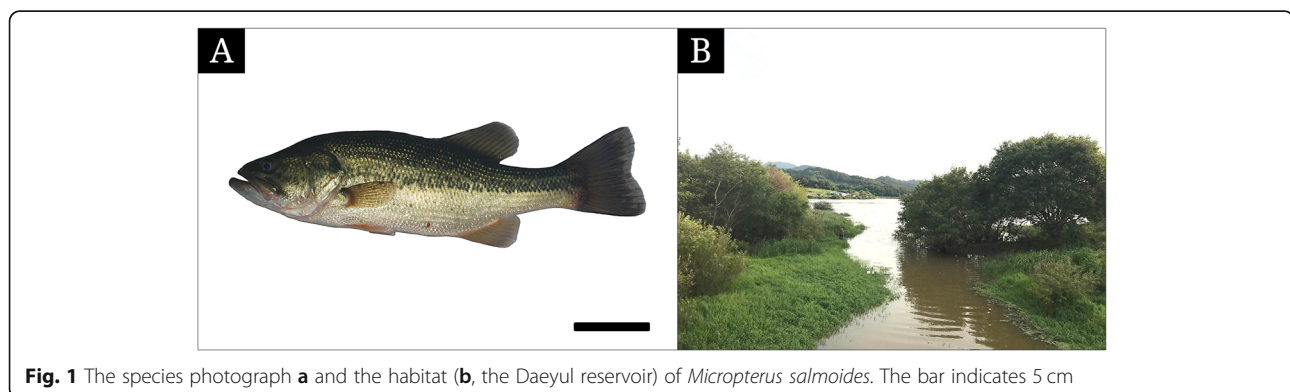 A
B
Fig. 1 The species photograph a and the habitat (b, the Daeyul reservoir) of Micropterus salmoides. The bar indicates 5 cm